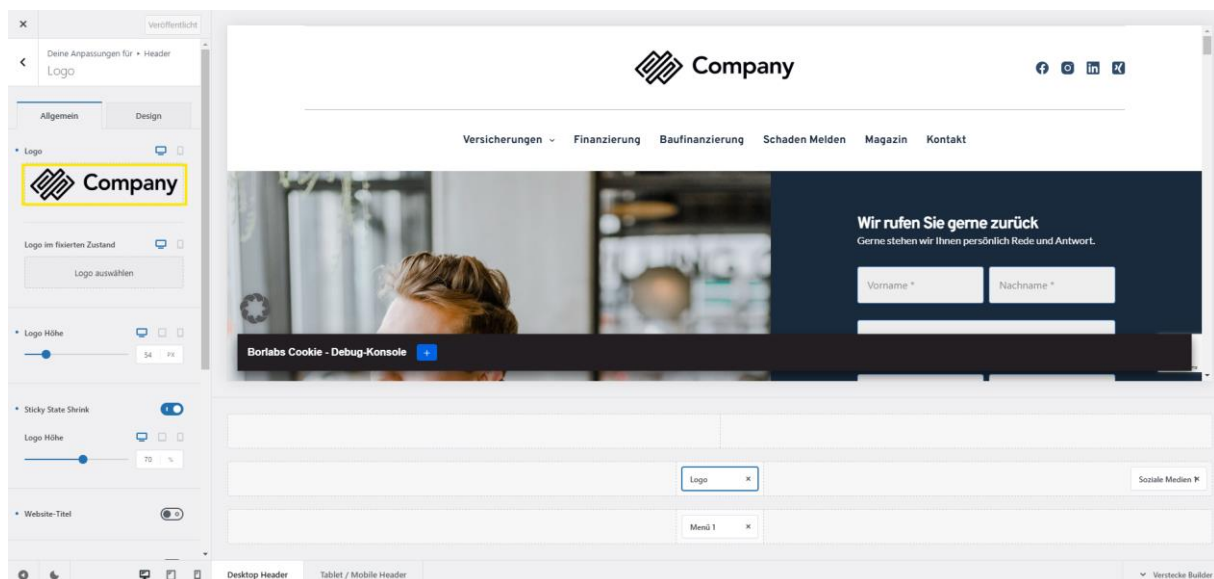 Veröffentlicht
Deine Anpassungen für ▸ Header
Logo
Allgemein
Design
Logo
Company
Logo im fixierten Zustand
Logo auswählen
Logo Höhe
54 PX
Sticky State Shrink
Logo Höhe
70 %
Website-Titel
Company
Versicherungen Finanzierung Baufinanzierung Schaden Melden Magazin Kontakt
Wir rufen Sie gerne zurück
Gerne stehen wir Ihnen persönlich Rede und Antwort.
Vorname * Nachname *
Borlabs Cookie - Debug-Konsole +
Logo
Soziale Medien
Menü 1
Desktop Header Tablet / Mobile Header Verstecke Builder